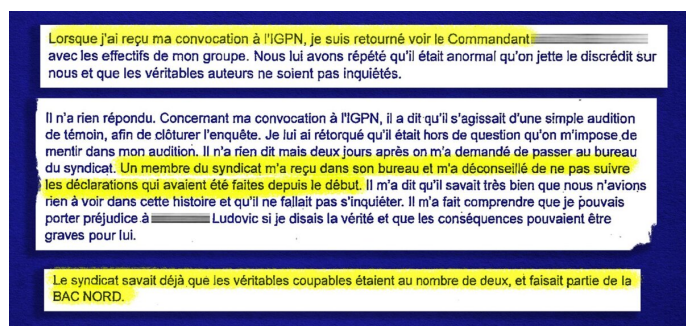 Lorsque j'ai reçu ma convocation à l'IGPN, je suis retourné voir le Commandant
avec les effectifs de mon groupe. Nous lui avons répété qu'il était anormal qu'on jette le discrédit sur
nous et que les véritables auteurs ne soient pas inquiétés.
Il n'a rien répondu. Concernant ma convocation à l'IGPN, il a dit qu'il s'agissait d'une simple audition
de témoin, afin de clôturer l'enquête. Je lui ai rétorqué qu'il était hors de question qu'on m'impose de
mentir dans mon audition. Il n'a rien dit mais deux jours après on m'a demandé de passer au bureau
du syndicat. Un membre du syndicat m'a reçu dans son bureau et m'a déconseillé de ne pas suivre
les déclarations qui avaient été faites depuis le début. Il m'a dit qu'il savait très bien que nous n'avions
rien à voir dans cette histoire et qu'il ne fallait pas s'inquiéter. Il m'a fait comprendre que je pouvais
porter préjudice à Ludovic si je disais la vérité et que les conséquences pouvaient être
graves pour lui.
Le syndicat savait déjà que les véritables coupables étaient au nombre de deux, et faisait partie de la
BAC NORD.